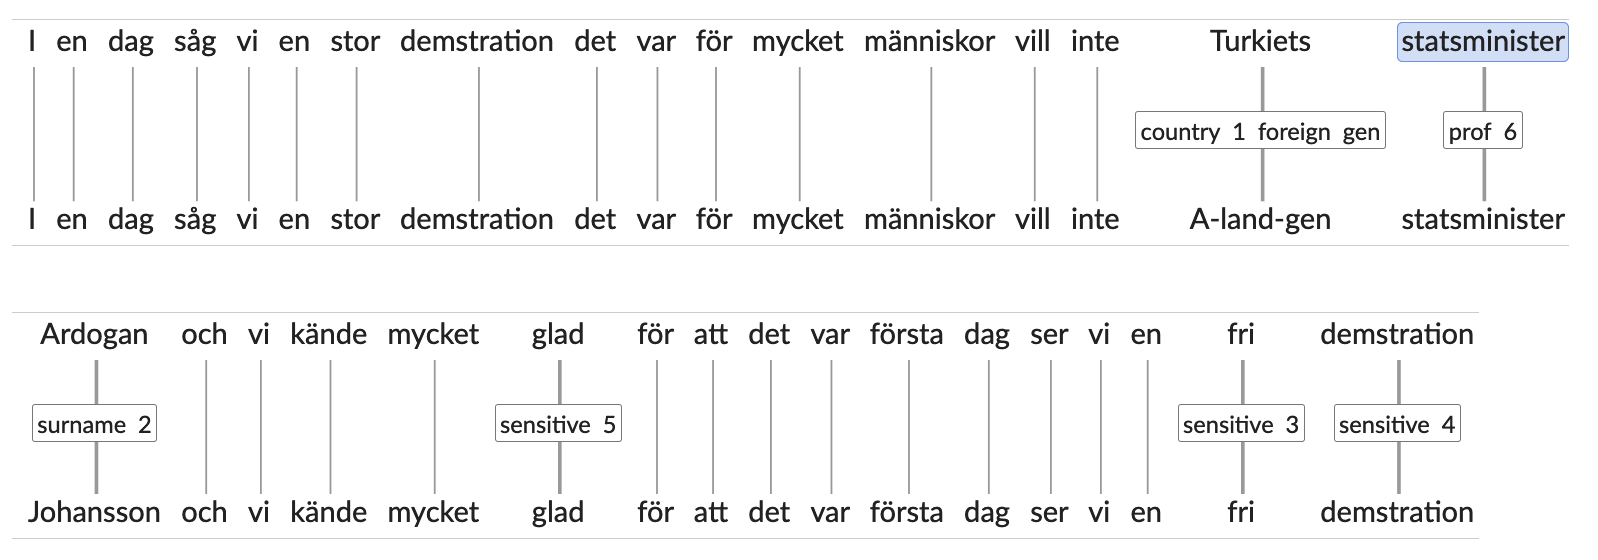 I en dag såg vi en stor demstration det var för mycket människor vill inte Turkiets statsminister
country 1 foreign gen prof 6
I en dag såg vi en stor demstration det var för mycket människor vill inte A-land-gen statsminister
Ardogan och vi kände mycket glad för att det var första dag ser vi en fri demstration
surname 2 sensitive 5 sensitive 3 sensitive 4
Johansson och vi kände mycket glad för att det var första dag ser vi en fri demstration